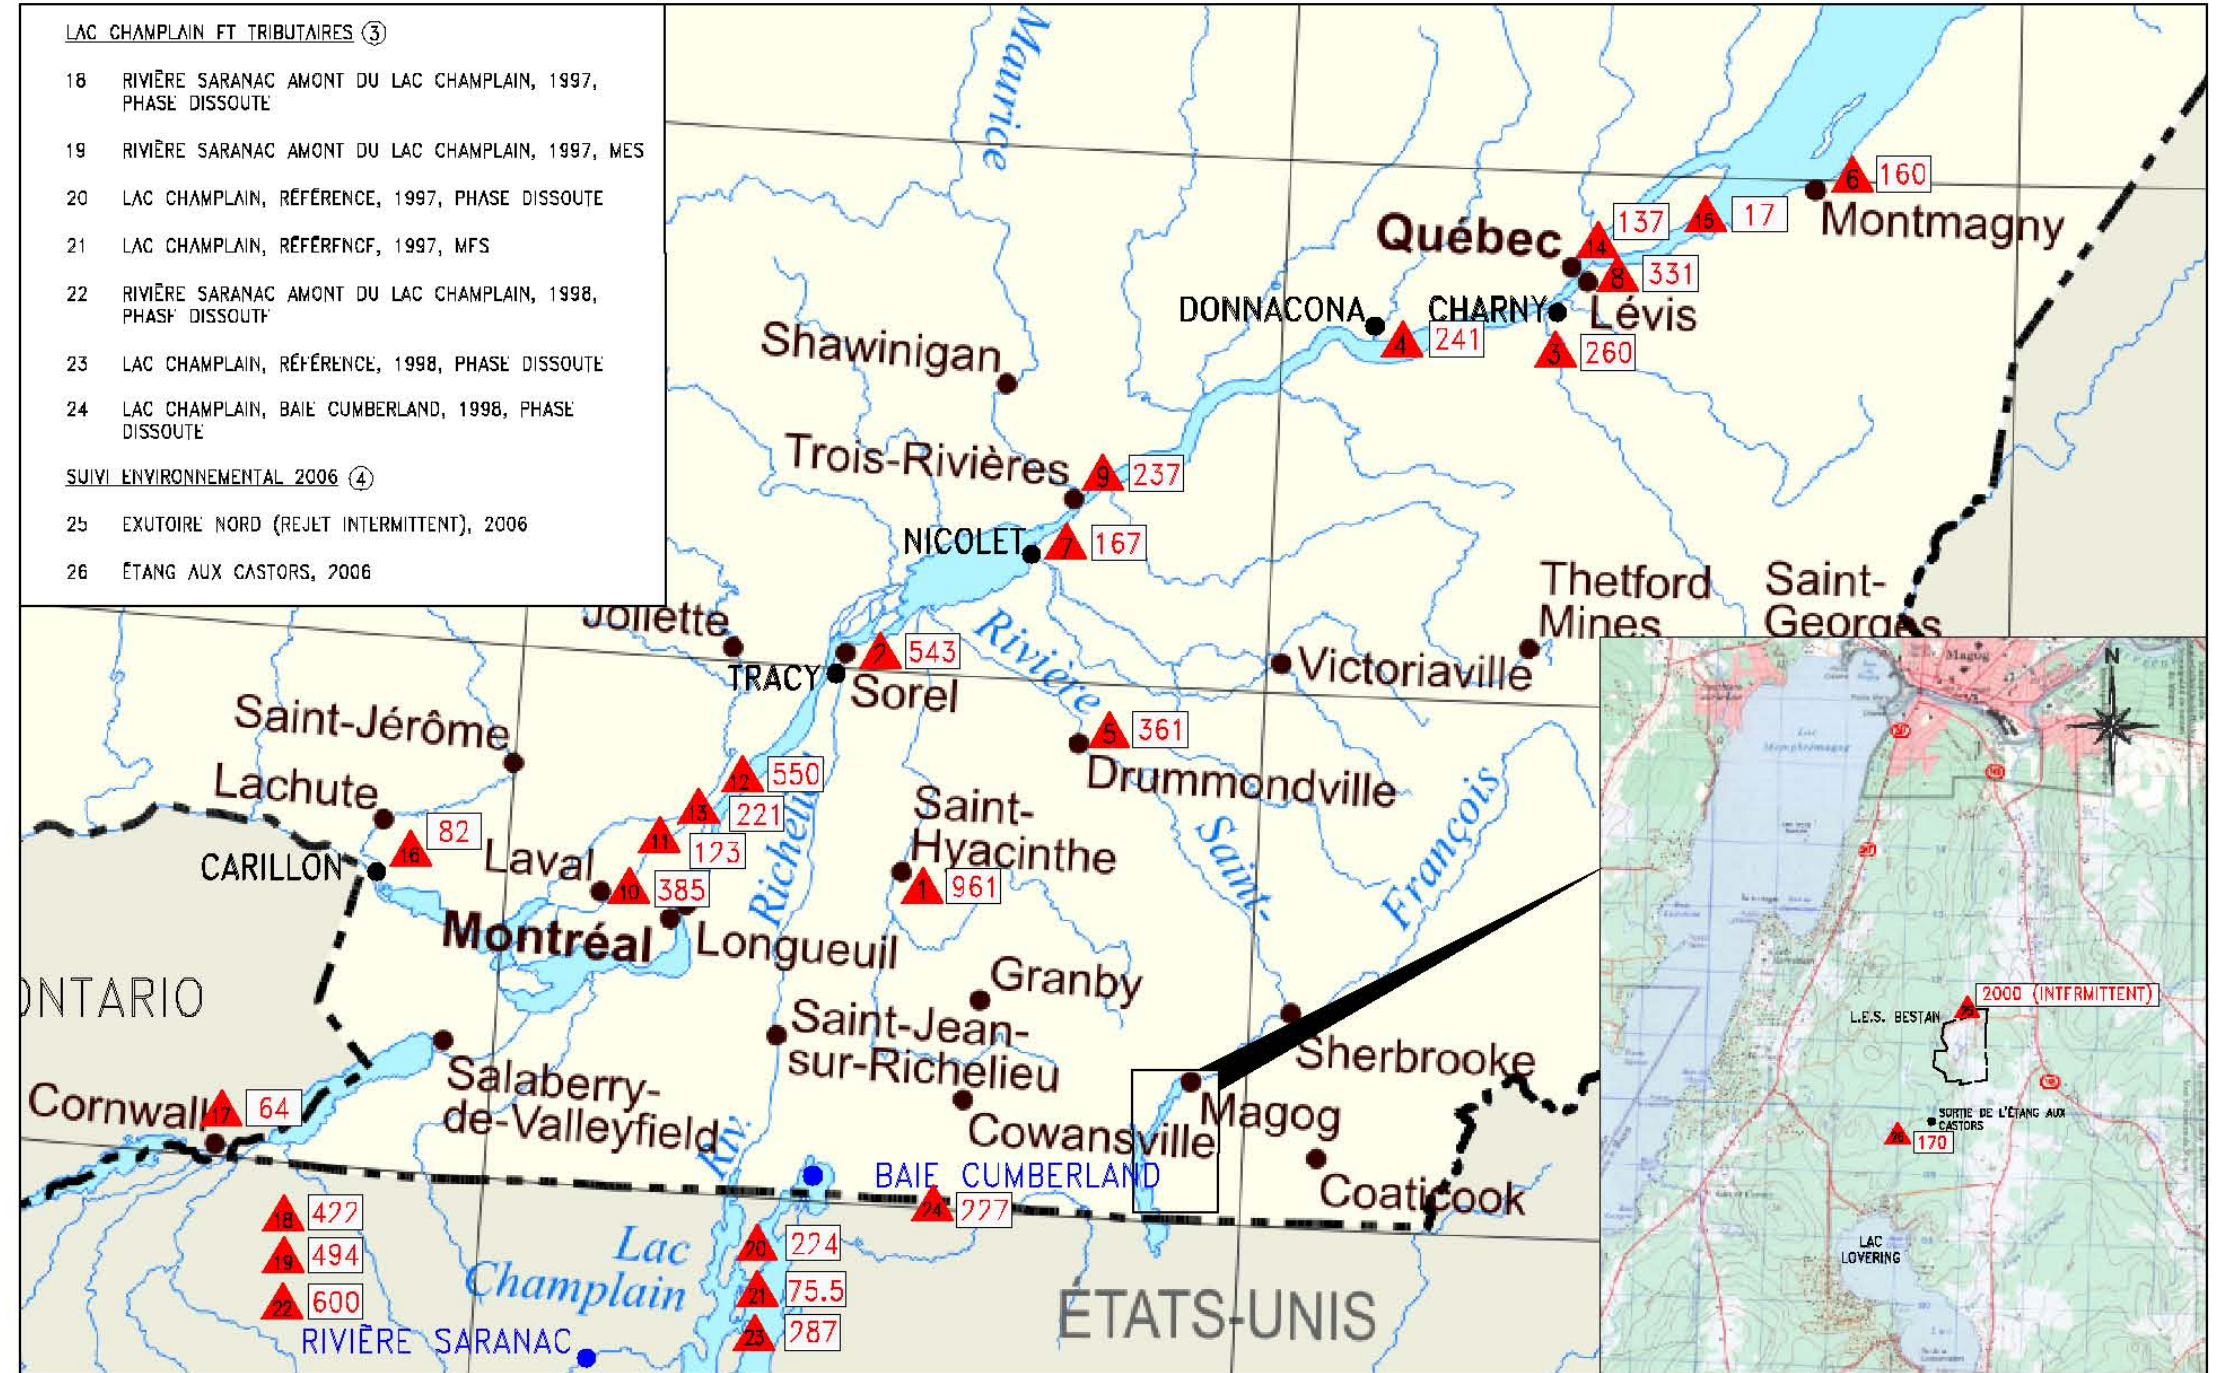 LAC CHAMPLAIN ET TRIBUTAIRES 3
18 RIVIÈRE SARANAC AMONT DU LAC CHAMPLAIN, 1997,
PHASE DISSOUTE
19 RIVIÈRE SARANAC AMONT DU LAC CHAMPLAIN, 1997, MES
20 LAC CHAMPLAIN, RÉFÉRENCE, 1997, PHASE DISSOUTE
21 LAC CHAMPLAIN, RÉFÉRENCE, 1997, MES
22 RIVIÈRE SARANAC AMONT DU LAC CHAMPLAIN, 1998,
PHASE DISSOUTE
23 LAC CHAMPLAIN, RÉFÉRENCE, 1998, PHASE DISSOUTE
24 LAC CHAMPLAIN, BAIE CUMBERLAND, 1998, PHASE
DISSOUTE
SUIVI ENVIRONNEMENTAL 2006 4
25 EXUTOIRE NORD (REJET INTERMITTENT), 2006
26 ÉTANG AUX CASTORS, 2006
Maurice
6 160
Montmagny
15 17
14 137
Québec
8 331
Lévis
DONNACONA
CHARNY
4 241
3 260
Shawinigan
Trois-Rivières
9 237
NICOLET
7 167
Thetford
Mines
Saint-
Georges
Joliette
Rivière
2 543
TRACY
Sorel
Victoriaville
Saint-Jérôme
5 361
Drummondville
Lachute
12 550
13 221
11 123
Richelieu
Saint-
Hyacinthe
1 961
Saint-
François
16 82
CARILLON
Laval
10 385
Montréal
Longueuil
Granby
ONTARIO
Saint-Jean-
sur-Richelieu
Sherbrooke
Cornwall
17 64
Salaberry-
de-Valleyfield
Cowansville
Magog
Coaticook
Riv.
BAIE CUMBERLAND
24 227
18 422
19 494
22 600
RIVIÈRE SARANAC
Lac
Champlain
20 224
21 75.5
23 287
ÉTATS-UNIS
Magog
N
Lac
Memphrémagog
25 2000 (INTERMITTENT)
L.E.S. BESTAN
SORTIE DE L'ÉTANG AUX
CASTORS
26 170
LAC
LOVERING